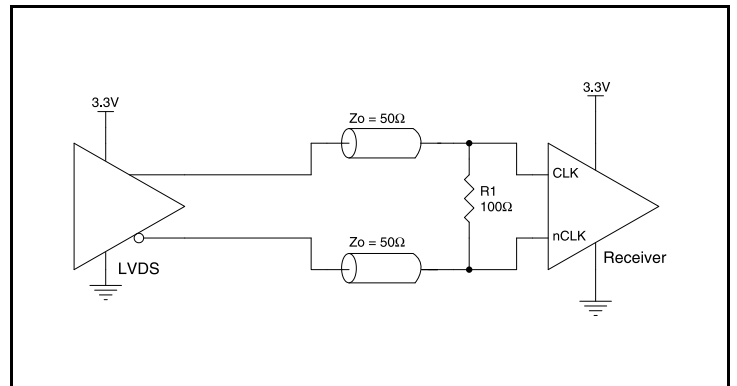 3.3V
3.3V
Zo = 50Ω
CLK
R1
100Ω
Zo = 50Ω
nCLK
LVDS
Receiver